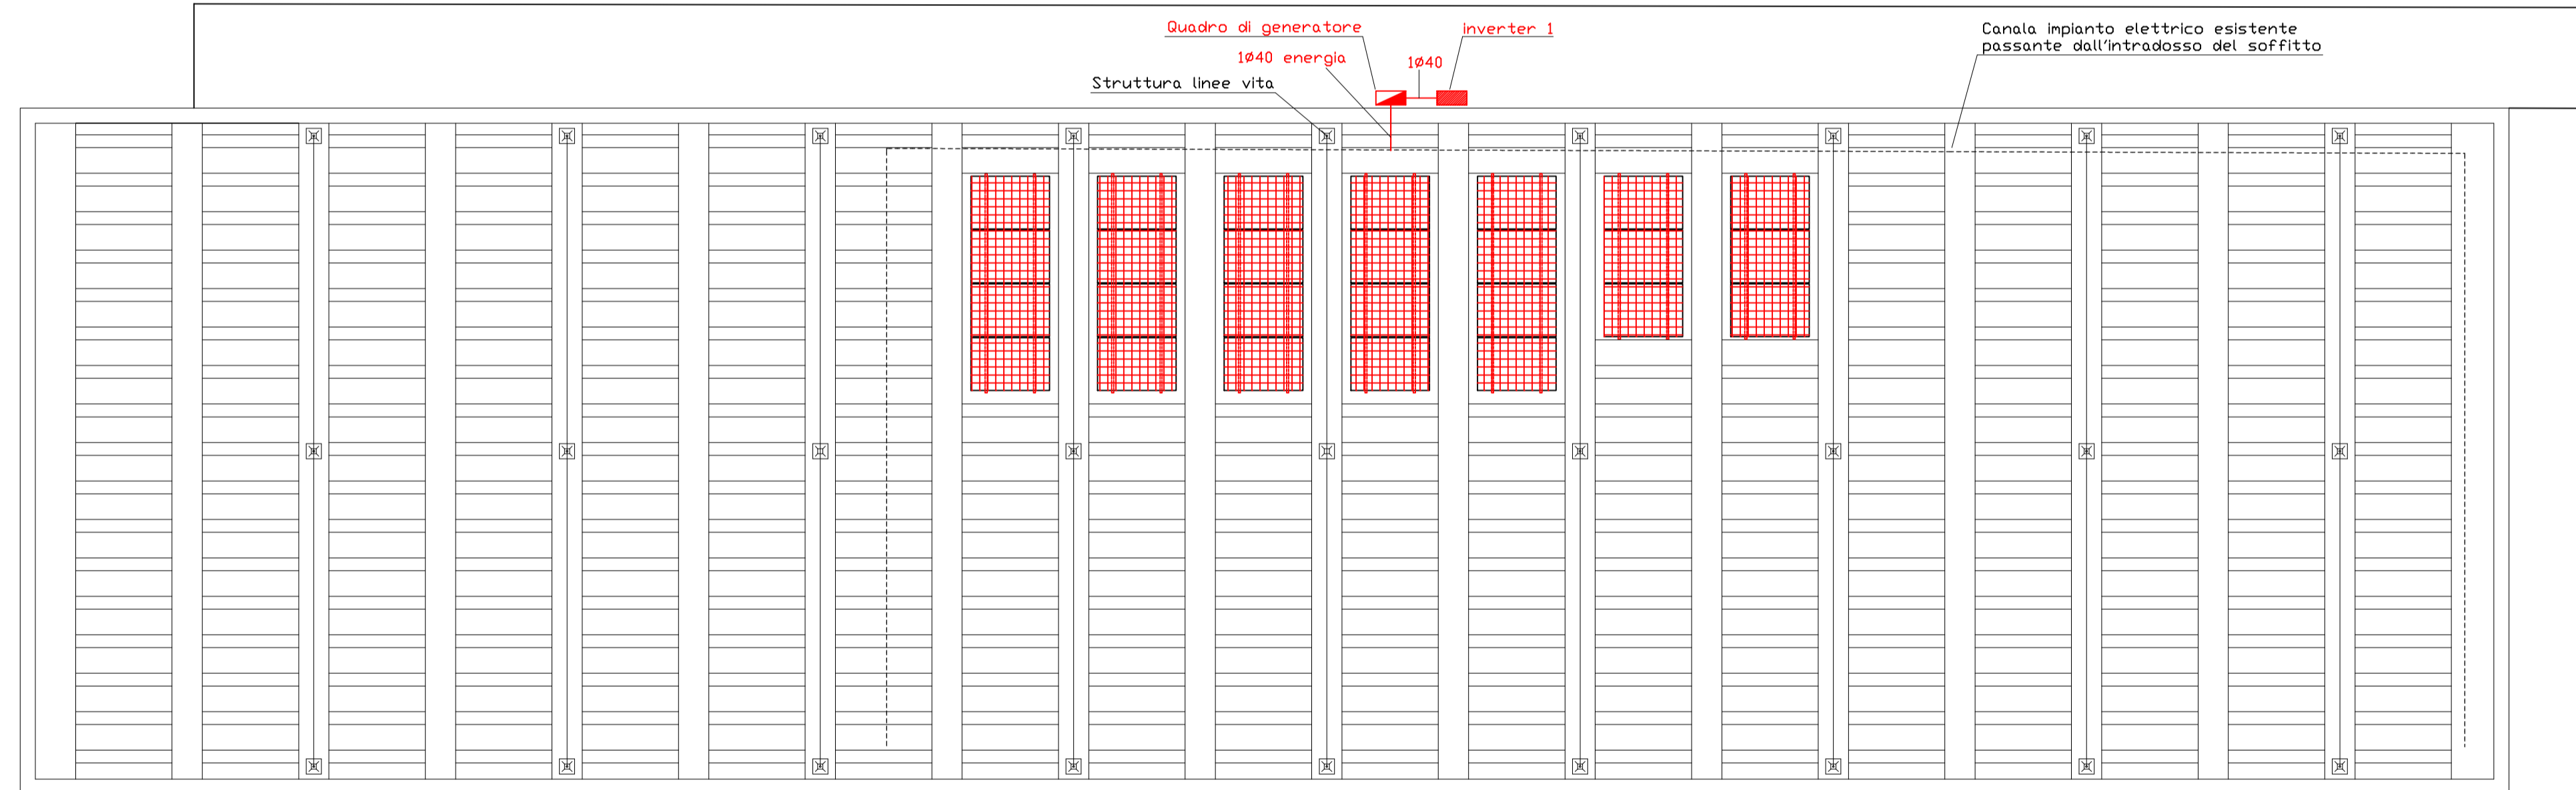 Quadro di generatore
inverter 1
1ø40 energia
1ø40
Struttura linee vita
Canala impianto elettrico esistente
passante dall'intradosso del soffitto